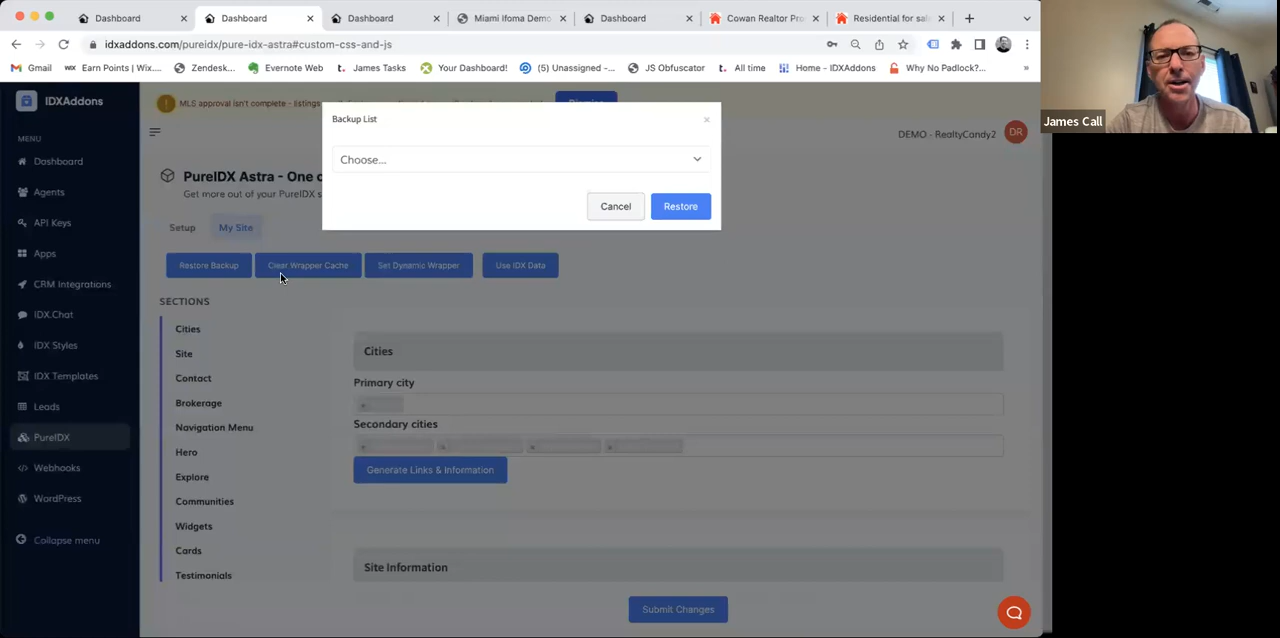 Dashboard
Dashboard
Dashboard
Miami Ifoma Demo
Dashboard
Cowan Realtor Pro
Residential for sal
idxaddons.com/pureidx/pure-idx-astra#custom-css-and-js
Gmail
Earn Points | Wix....
Zendesk...
Evernote Web
James Tasks
Your Dashboard!
(5) Unassigned -...
JS Obfuscator
All time
Home - IDXAddons
Why No Padlock?...
»
James Call
IDXAddons
MENU
Dashboard
Agents
API Keys
Apps
CRM Integrations
IDX.Chat
IDX Styles
IDX Templates
Leads
PureIDX
Webhooks
WordPress
Collapse menu
MLS approval isn't complete - listings
DEMO - RealtyCandy2
DR
PureIDX Astra - One
Get more out of your PureIDX s
Setup
My Site
Restore Backup
Clear Wrapper Cache
Set Dynamic Wrapper
Use IDX Data
Backup List
×
Choose...
Cancel
Restore
SECTIONS
Cities
Site
Contact
Brokerage
Navigation Menu
Hero
Explore
Communities
Widgets
Cards
Testimonials
Cities
Primary city
Secondary cities
Generate Links & Information
Site Information
Submit Changes